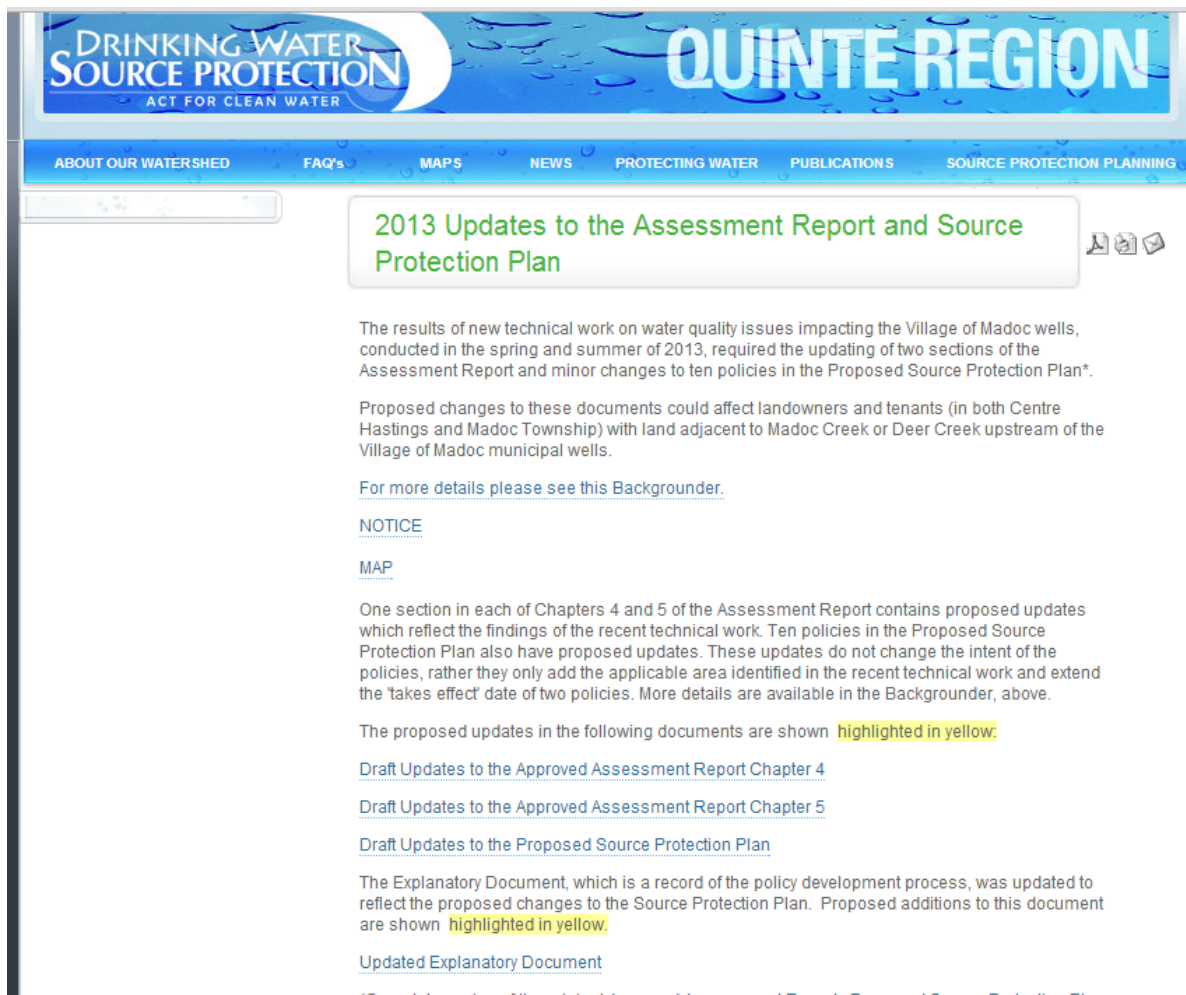 DRINKING WATER
SOURCE PROTECTION
ACT FOR CLEAN WATER
QUINTE REGION
ABOUT OUR WATERSHED FAQ's MAPS NEWS PROTECTING WATER PUBLICATIONS SOURCE PROTECTION PLANNING
2013 Updates to the Assessment Report and Source
Protection Plan
The results of new technical work on water quality issues impacting the Village of Madoc wells,
conducted in the spring and summer of 2013, required the updating of two sections of the
Assessment Report and minor changes to ten policies in the Proposed Source Protection Plan*.
Proposed changes to these documents could affect landowners and tenants (in both Centre
Hastings and Madoc Township) with land adjacent to Madoc Creek or Deer Creek upstream of the
Village of Madoc municipal wells.
For more details please see this Backgrounder.
NOTICE
MAP
One section in each of Chapters 4 and 5 of the Assessment Report contains proposed updates
which reflect the findings of the recent technical work. Ten policies in the Proposed Source
Protection Plan also have proposed updates. These updates do not change the intent of the
policies, rather they only add the applicable area identified in the recent technical work and extend
the 'takes effect' date of two policies. More details are available in the Backgrounder, above.
The proposed updates in the following documents are shown highlighted in yellow:
Draft Updates to the Approved Assessment Report Chapter 4
Draft Updates to the Approved Assessment Report Chapter 5
Draft Updates to the Proposed Source Protection Plan
The Explanatory Document, which is a record of the policy development process, was updated to
reflect the proposed changes to the Source Protection Plan. Proposed additions to this document
are shown highlighted in yellow.
Updated Explanatory Document